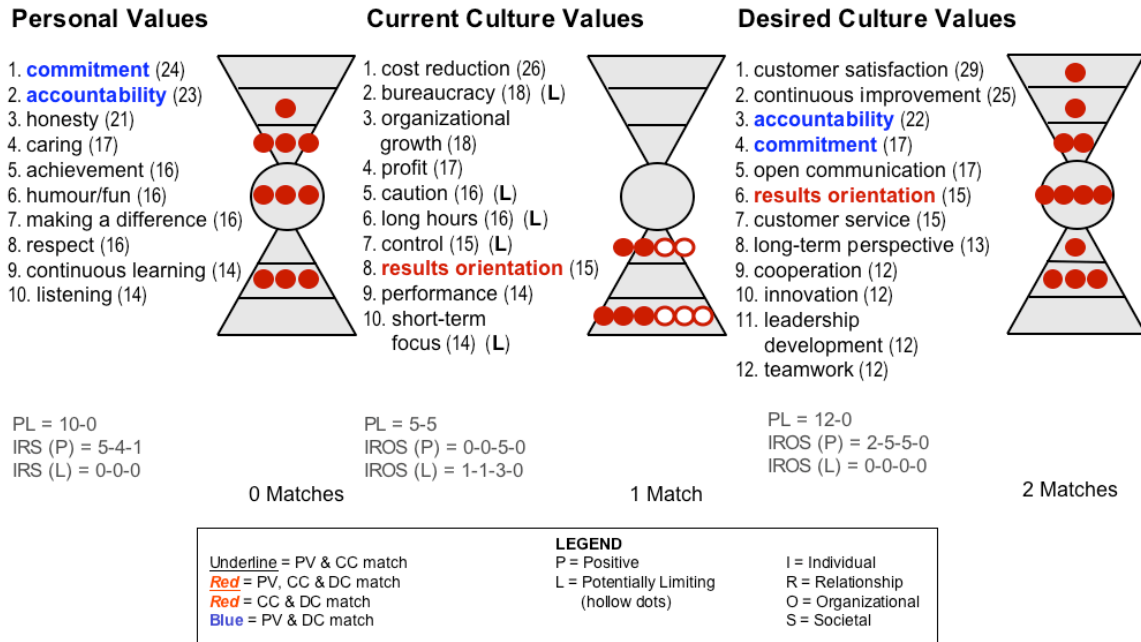 Personal Values
1. commitment (24)
2. accountability (23)
3. honesty (21)
4. caring (17)
5. achievement (16)
6. humour/fun (16)
7. making a difference (16)
8. respect (16)
9. continuous learning (14)
10. listening (14)
PL = 10-0
IRS (P) = 5-4-1
IRS (L) = 0-0-0
0 Matches
Current Culture Values
1. cost reduction (26)
2. bureaucracy (18) (L)
3. organizational
growth (18)
4. profit (17)
5. caution (16) (L)
6. long hours (16) (L)
7. control (15) (L)
8. results orientation (15)
9. performance (14)
10. short-term
focus (14) (L)
PL = 5-5
IROS (P) = 0-0-5-0
IROS (L) = 1-1-3-0
1 Match
Desired Culture Values
1. customer satisfaction (29)
2. continuous improvement (25)
3. accountability (22)
4. commitment (17)
5. open communication (17)
6. results orientation (15)
7. customer service (15)
8. long-term perspective (13)
9. cooperation (12)
10. innovation (12)
11. leadership
development (12)
12. teamwork (12)
PL = 12-0
IROS (P) = 2-5-5-0
IROS (L) = 0-0-0-0
2 Matches
LEGEND
Underline = PV & CC match
Red = PV, CC & DC match
Red = CC & DC match
Blue = PV & DC match
P = Positive
L = Potentially Limiting
(hollow dots)
I = Individual
R = Relationship
O = Organizational
S = Societal